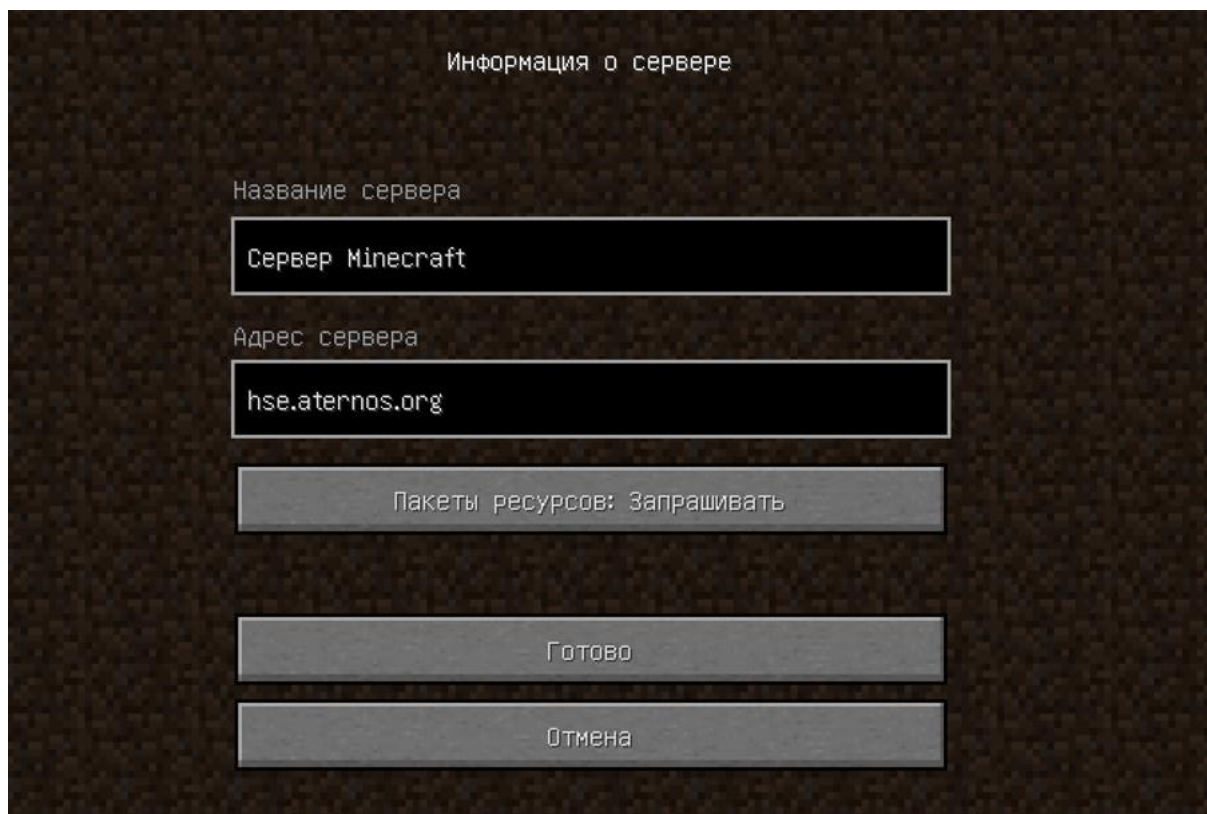 Информация о сервере
Название сервера
Сервер Minecraft
Адрес сервера
hse.aternos.org
Пакеты ресурсов: Запрашивать
Готово
Отмена